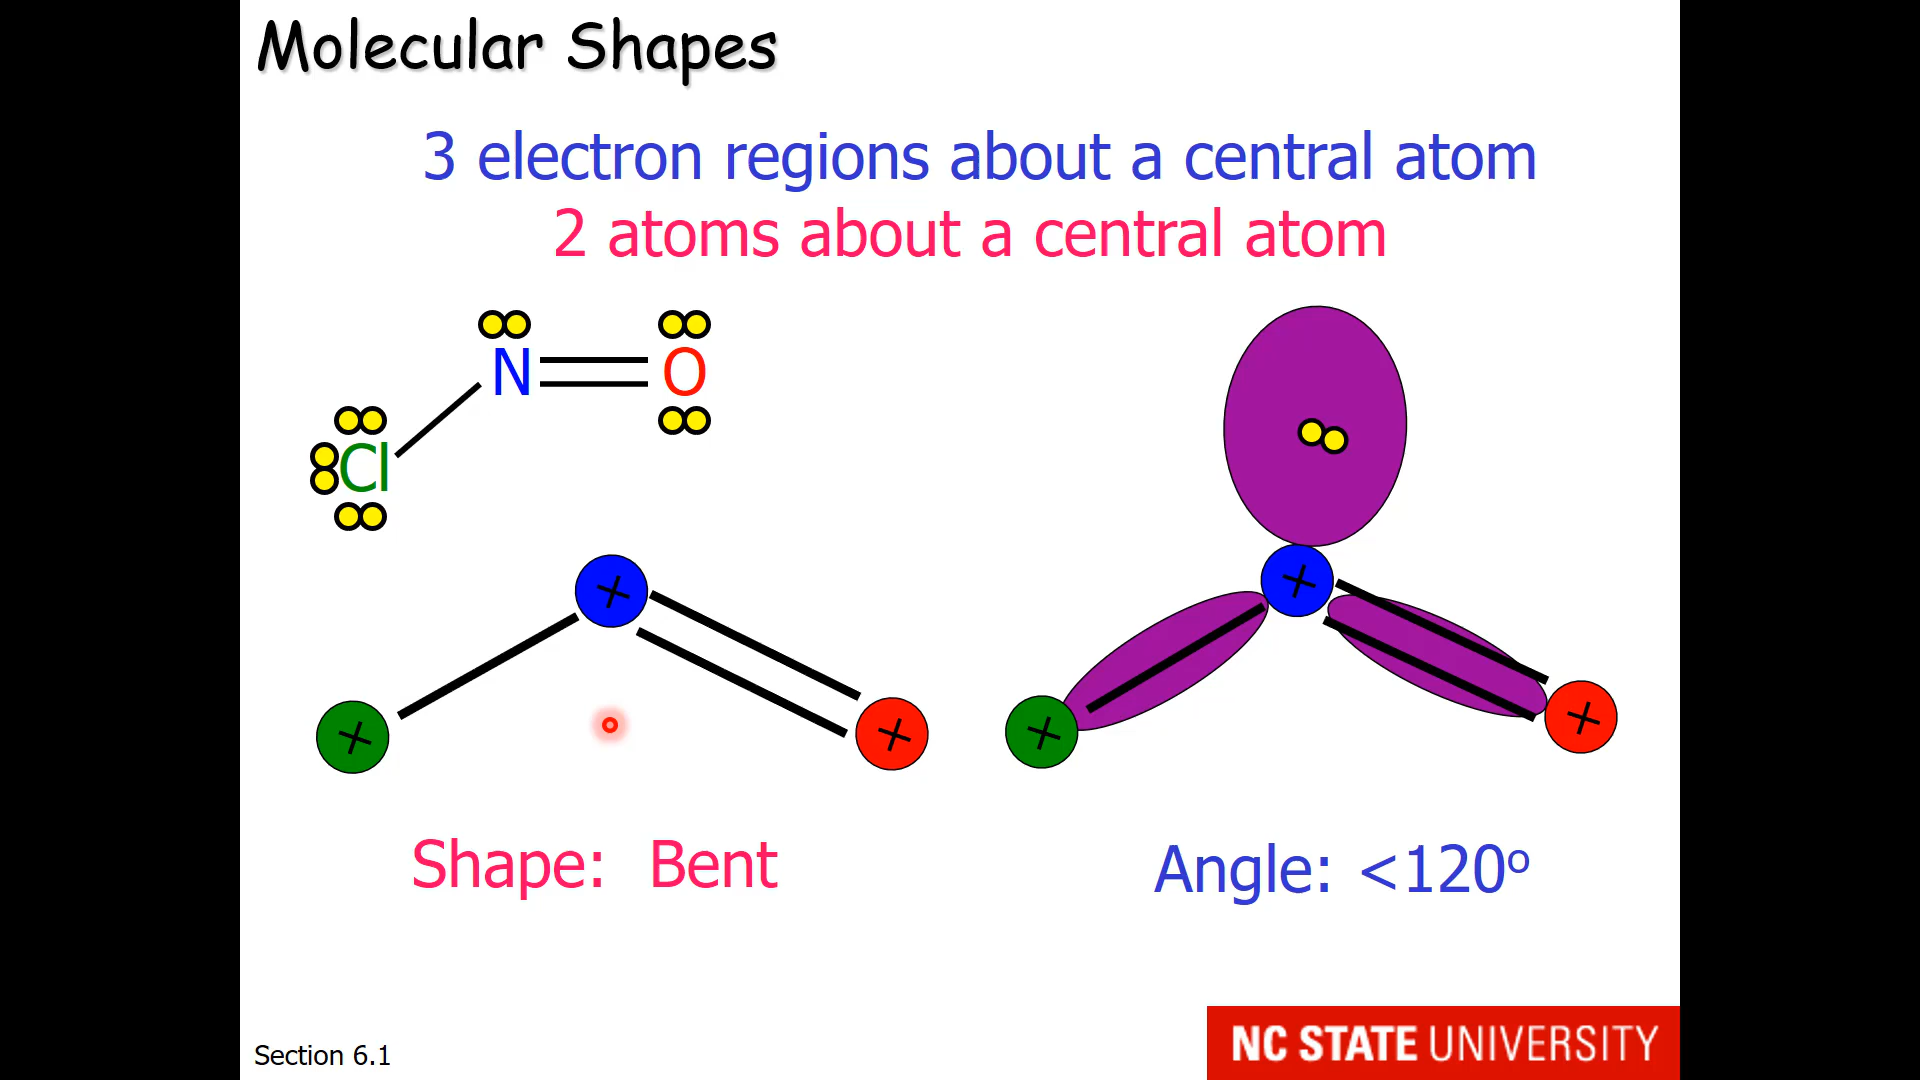 Molecular Shapes
3 electron regions about a central atom
2 atoms about a central atom
N O
Cl
+ +
+ + + +
Shape: Bent
Angle: <120º
Section 6.1
NC STATE UNIVERSITY